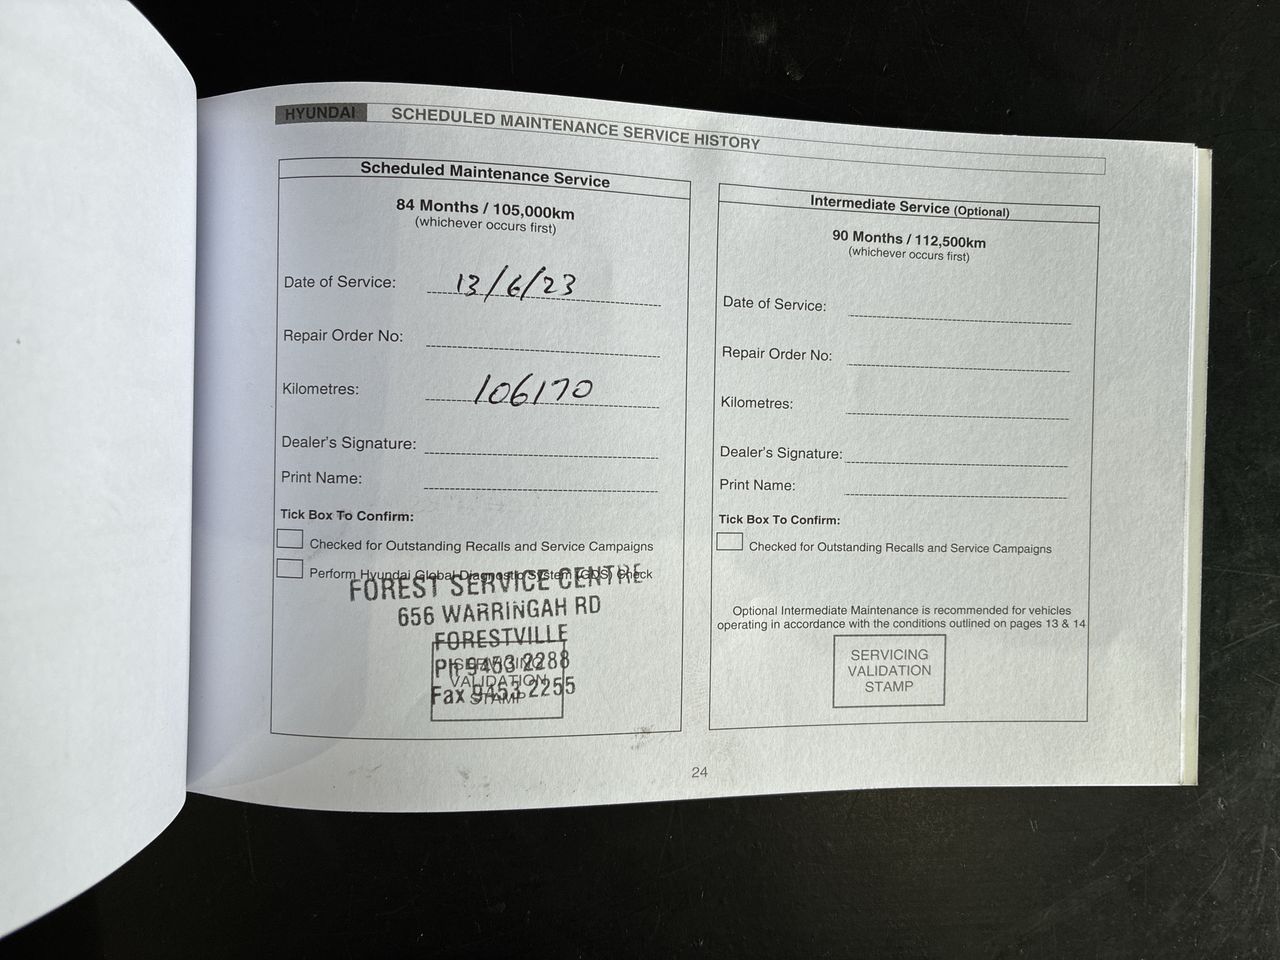 HYUNDAI SCHEDULED MAINTENANCE SERVICE HISTORY
Scheduled Maintenance Service
84 Months / 105,000km
(whichever occurs first)
Date of Service: 13/6/23
Repair Order No:
Kilometres: 106170
Dealer's Signature:
Print Name:
Tick Box To Confirm:
Checked for Outstanding Recalls and Service Campaigns
Perform Hyundai Global Diagnostic System (GDS) Check
FOREST SERVICE CENTRE
656 WARRINGAH RD
FORESTVILLE
PH 9453 2288
Fax 9453 2255
SERVICING
VALIDATION
STAMP
Intermediate Service (Optional)
90 Months / 112,500km
(whichever occurs first)
Date of Service:
Repair Order No:
Kilometres:
Dealer's Signature:
Print Name:
Tick Box To Confirm:
Checked for Outstanding Recalls and Service Campaigns
Optional Intermediate Maintenance is recommended for vehicles
operating in accordance with the conditions outlined on pages 13 & 14
SERVICING
VALIDATION
STAMP
24